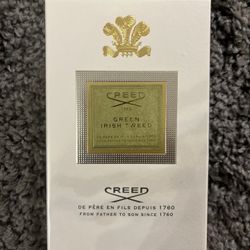 CREED
GREEN
IRISH TWEED
CREED
DE PÈRE EN FILS DEPUIS 1760
FROM FATHER TO SON SINCE 1760